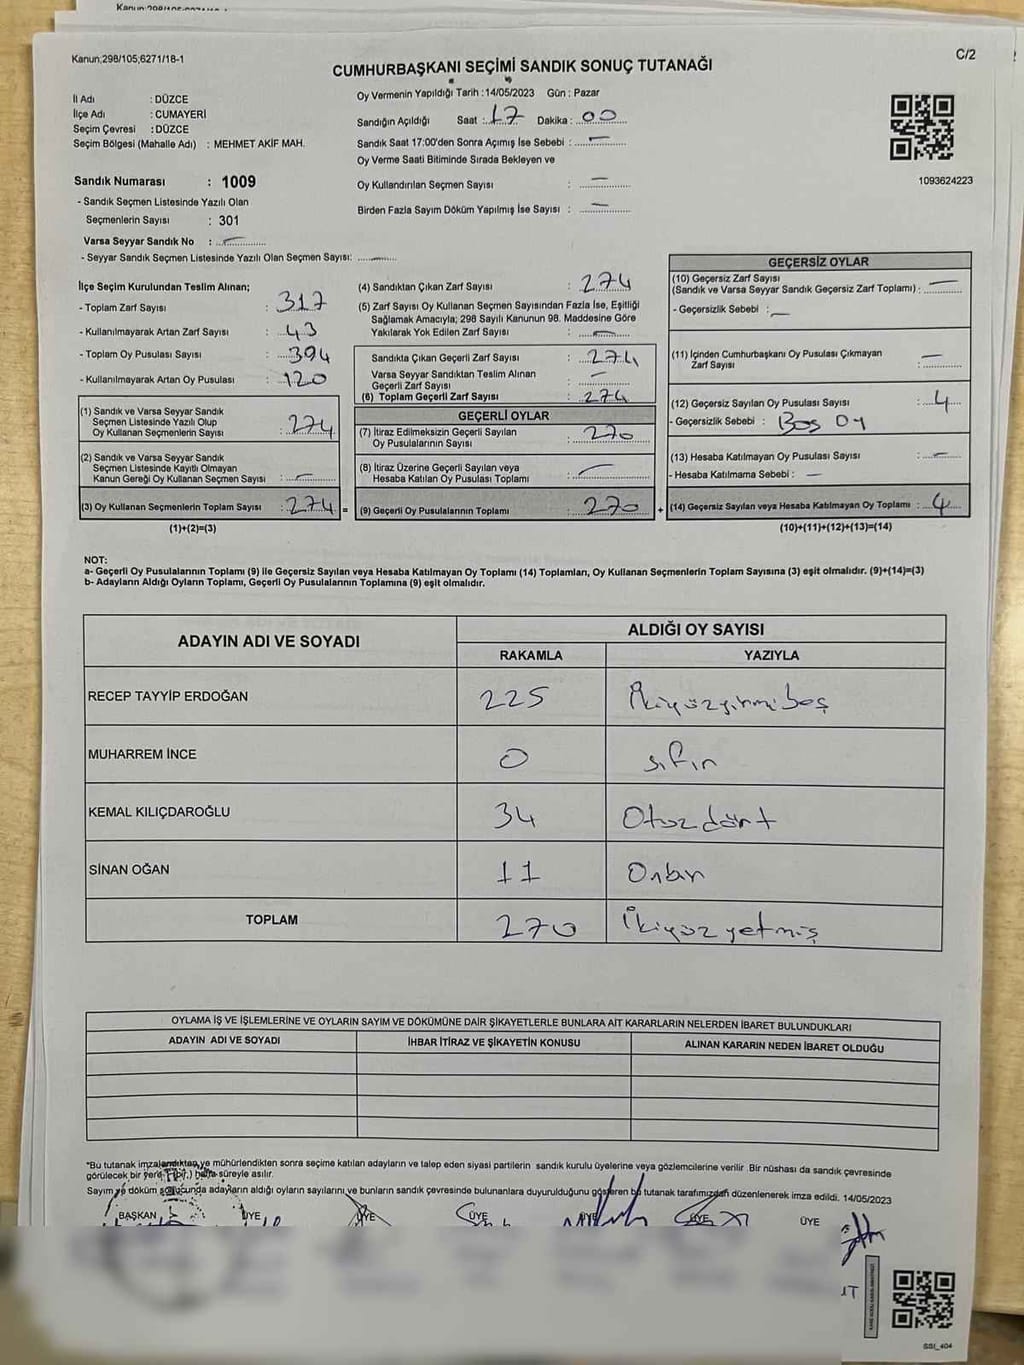 Kanun;298/105;6271/18-1
C/2
CUMHURBAŞKANI SEÇİMİ SANDIK SONUÇ TUTANAĞI
Oy Vermenin Yapıldığı Tarih :14/05/2023 Gün : Pazar
İl Adı : DÜZCE
İlçe Adı : CUMAYERİ
Seçim Çevresi : DÜZCE
Seçim Bölgesi (Mahalle Adı) : MEHMET AKİF MAH.
Sandığın Açıldığı Saat : 17 Dakika : 00
Sandık Saat 17:00'den Sonra Açımış İse Sebebi : —
Oy Verme Saati Bitiminde Sırada Bekleyen ve
Oy Kullandırılan Seçmen Sayısı : —
Birden Fazla Sayım Döküm Yapılmış İse Sayısı : —
1093624223
Sandık Numarası : 1009
- Sandık Seçmen Listesinde Yazılı Olan
Seçmenlerin Sayısı : 301
Varsa Seyyar Sandık No : —
- Seyyar Sandık Seçmen Listesinde Yazılı Olan Seçmen Sayısı: —
İlçe Seçim Kurulundan Teslim Alınan;
- Toplam Zarf Sayısı : 317
- Kullanılmayarak Artan Zarf Sayısı : 43
- Toplam Oy Pusulası Sayısı : 394
- Kullanılmayarak Artan Oy Pusulası : 120
(1) Sandık ve Varsa Seyyar Sandık
Seçmen Listesinde Yazılı Olup
Oy Kullanan Seçmenlerin Sayısı : 274
(2) Sandık ve Varsa Seyyar Sandık
Seçmen Listesinde Kayıtlı Olmayan
Kanun Gereği Oy Kullanan Seçmen Sayısı : —
(3) Oy Kullanan Seçmenlerin Toplam Sayısı : 274 =
(1)+(2)=(3)
(4) Sandıktan Çıkan Zarf Sayısı : 274
(5) Zarf Sayısı Oy Kullanan Seçmen Sayısından Fazla İse, Eşitliği
Sağlamak Amacıyla; 298 Sayılı Kanunun 98. Maddesine Göre
Yakılarak Yok Edilen Zarf Sayısı : —
Sandıkta Çıkan Geçerli Zarf Sayısı : 274
Varsa Seyyar Sandıktan Teslim Alınan
Geçerli Zarf Sayısı : —
(6) Toplam Geçerli Zarf Sayısı : 274
GEÇERLİ OYLAR
(7) İtiraz Edilmeksizin Geçerli Sayılan
Oy Pusulalarının Sayısı : 270
(8) İtiraz Üzerine Geçerli Sayılan veya
Hesaba Katılan Oy Pusulası Toplamı : —
(9) Geçerli Oy Pusulalarının Toplamı : 270 +
GEÇERSİZ OYLAR
(10) Geçersiz Zarf Sayısı
(Sandık ve Varsa Seyyar Sandık Geçersiz Zarf Toplamı) : —
- Geçersizlik Sebebi : —
(11) İçinden Cumhurbaşkanı Oy Pusulası Çıkmayan
Zarf Sayısı : —
(12) Geçersiz Sayılan Oy Pusulası Sayısı : 4
- Geçersizlik Sebebi : Boş Oy
(13) Hesaba Katılmayan Oy Pusulası Sayısı : —
- Hesaba Katılmama Sebebi : —
(14) Geçersiz Sayılan veya Hesaba Katılmayan Oy Toplamı : 4
(10)+(11)+(12)+(13)=(14)
NOT:
a- Geçerli Oy Pusulalarının Toplamı (9) ile Geçersiz Sayılan veya Hesaba Katılmayan Oy Toplamı (14) Toplamları, Oy Kullanan Seçmenlerin Toplam Sayısına (3) eşit olmalıdır. (9)+(14)=(3)
b- Adayların Aldığı Oyların Toplamı, Geçerli Oy Pusulalarının Toplamına (9) eşit olmalıdır.
ADAYIN ADI VE SOYADI
ALDIĞI OY SAYISI
RAKAMLA YAZIYLA
RECEP TAYYİP ERDOĞAN 225 İkiyüzyirmibeş
MUHARREM İNCE 0 sıfır
KEMAL KILIÇDAROĞLU 34 Otuzdört
SİNAN OĞAN 11 Onbir
TOPLAM 270 İkiyüzyetmiş
OYLAMA İŞ VE İŞLEMLERİNE VE OYLARIN SAYIM VE DÖKÜMÜNE DAİR ŞİKAYETLERLE BUNLARA AİT KARARLARIN NELERDEN İBARET BULUNDUKLARI
ADAYIN ADI VE SOYADI İHBAR İTİRAZ VE ŞİKAYETİN KONUSU ALINAN KARARIN NEDEN İBARET OLDUĞU
*Bu tutanak imzalandıktan ve mühürlendikten sonra seçime katılan adayların ve talep eden siyasi partilerin sandık kurulu üyelerine veya gözlemcilerine verilir. Bir nüshası da sandık çevresinde
görülecek bir yere (bir) hafta süreyle asılır.
Sayım ve döküm sonucunda adayların aldığı oyların sayılarını ve bunların sandık çevresinde bulunanlara duyurulduğunu gösteren bu tutanak tarafımızdan düzenlenerek imza edildi. 14/05/2023
BAŞKAN ÜYE ÜYE ÜYE ÜYE ÜYE ÜYE
SSI_404